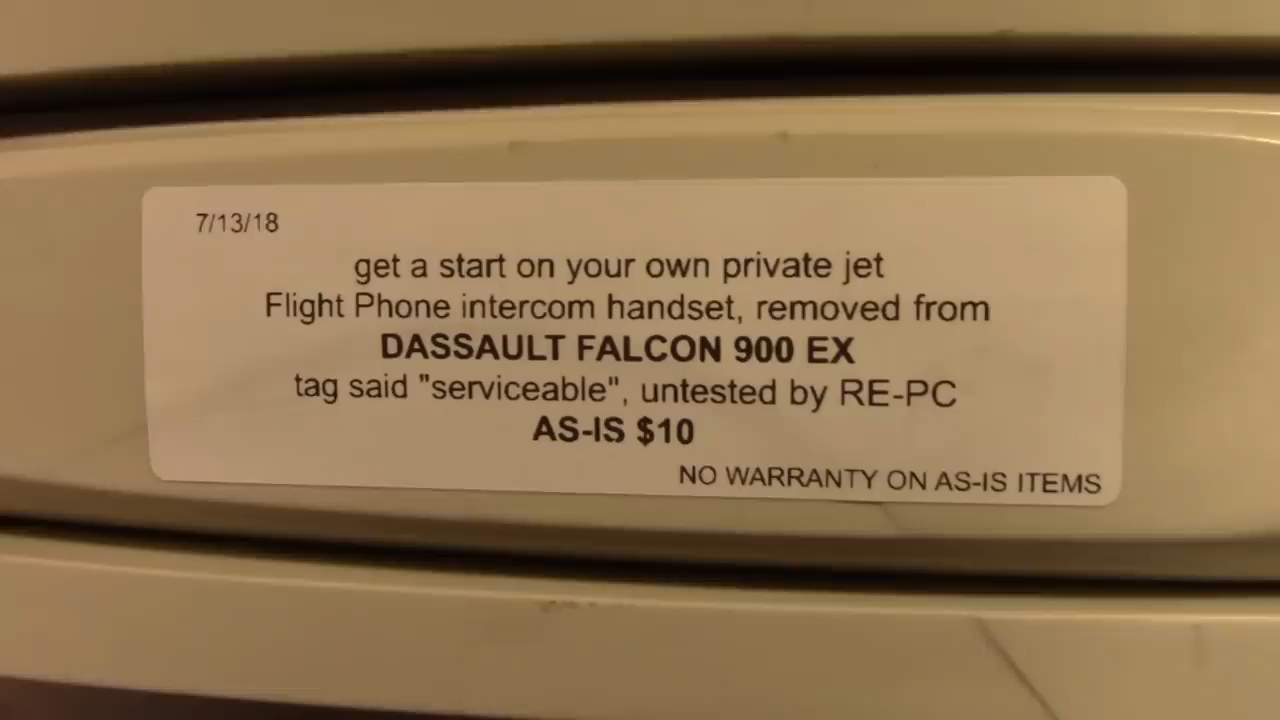 7/13/18
get a start on your own private jet
Flight Phone intercom handset, removed from
DASSAULT FALCON 900 EX
tag said "serviceable", untested by RE-PC
AS-IS $10
NO WARRANTY ON AS-IS ITEMS